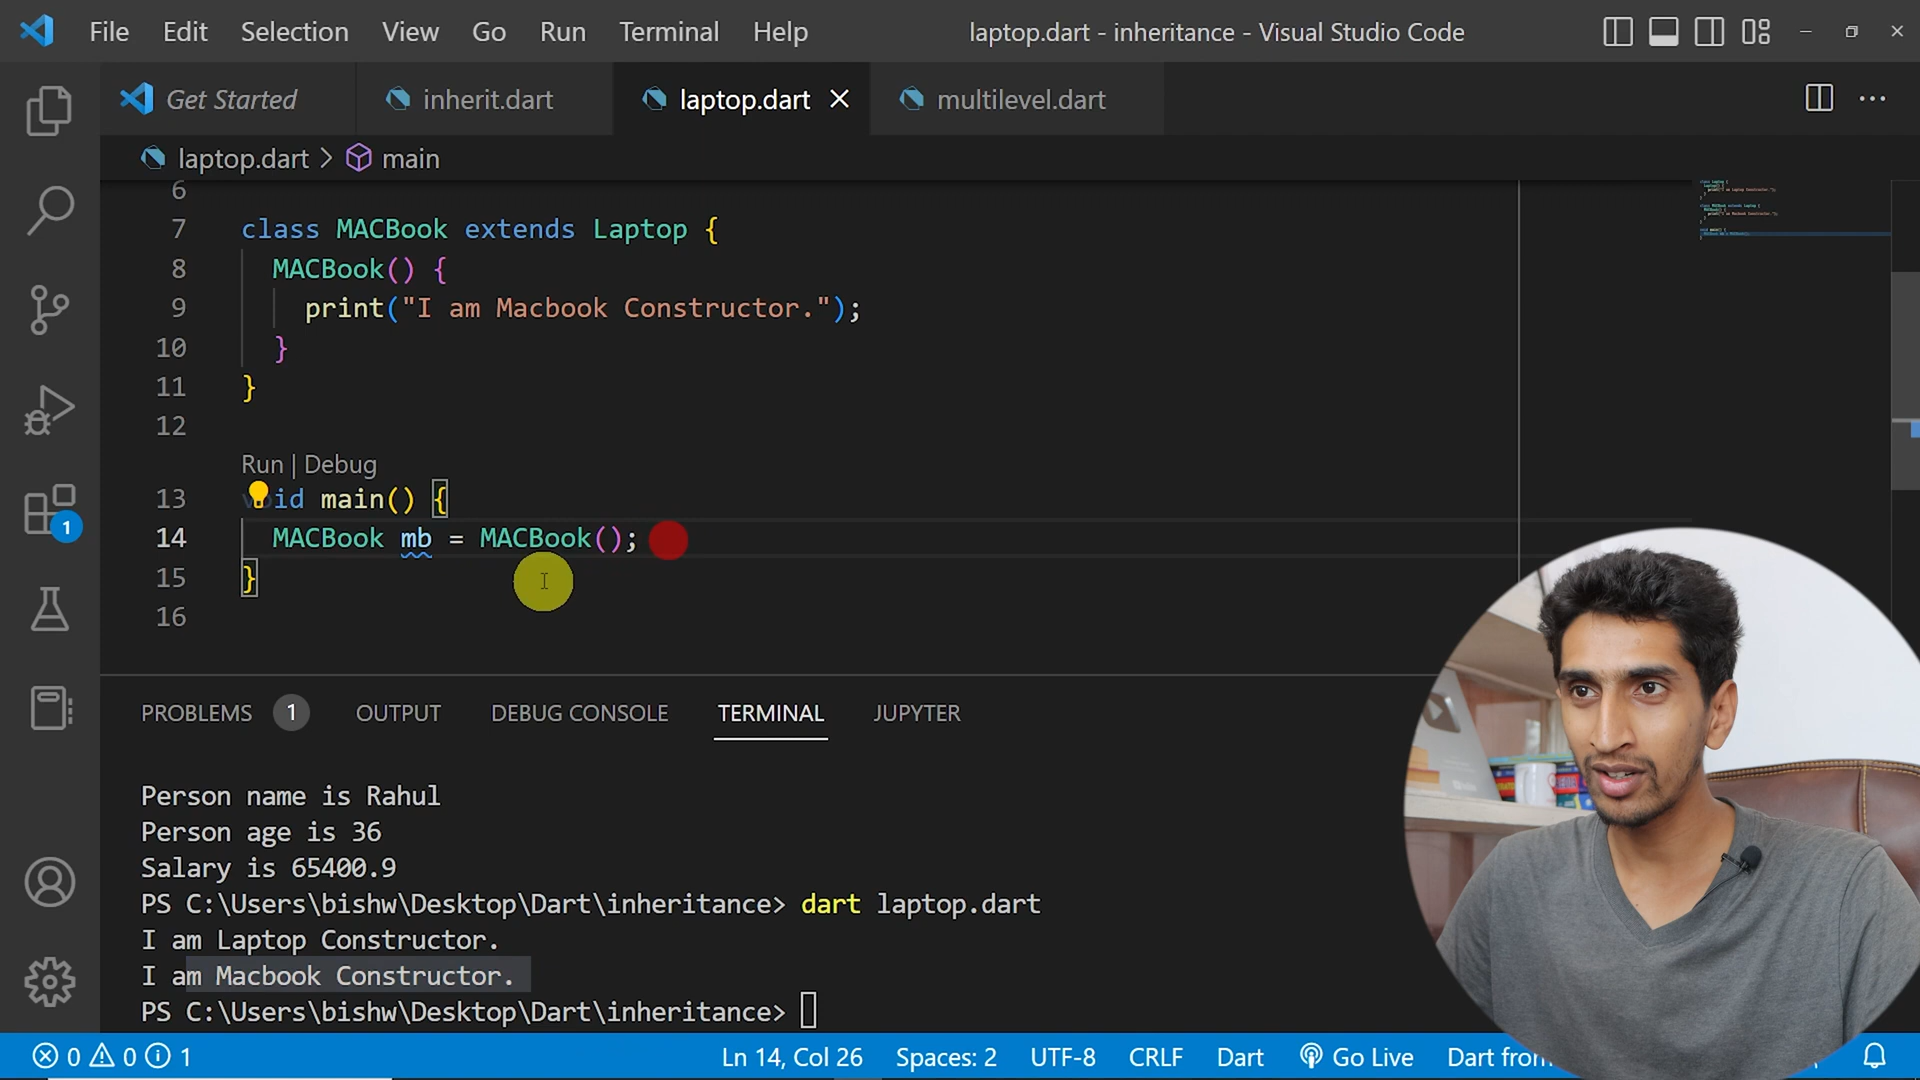 File Edit Selection View Go Run Terminal Help laptop.dart - inheritance - Visual Studio Code
Get Started inherit.dart laptop.dart multilevel.dart
laptop.dart > main
6
7 class MACBook extends Laptop {
8 MACBook() {
9 print("I am Macbook Constructor.");
10 }
11 }
12
Run | Debug
13 void main() {
14 MACBook mb = MACBook();
15 }
16
1
PROBLEMS 1 OUTPUT DEBUG CONSOLE TERMINAL JUPYTER
Person name is Rahul
Person age is 36
Salary is 65400.9
PS C:\Users\bishw\Desktop\Dart\inheritance> dart laptop.dart
I am Laptop Constructor.
I am Macbook Constructor.
PS C:\Users\bishw\Desktop\Dart\inheritance>
0 0 1 Ln 14, Col 26 Spaces: 2 UTF-8 CRLF Dart Go Live Dart